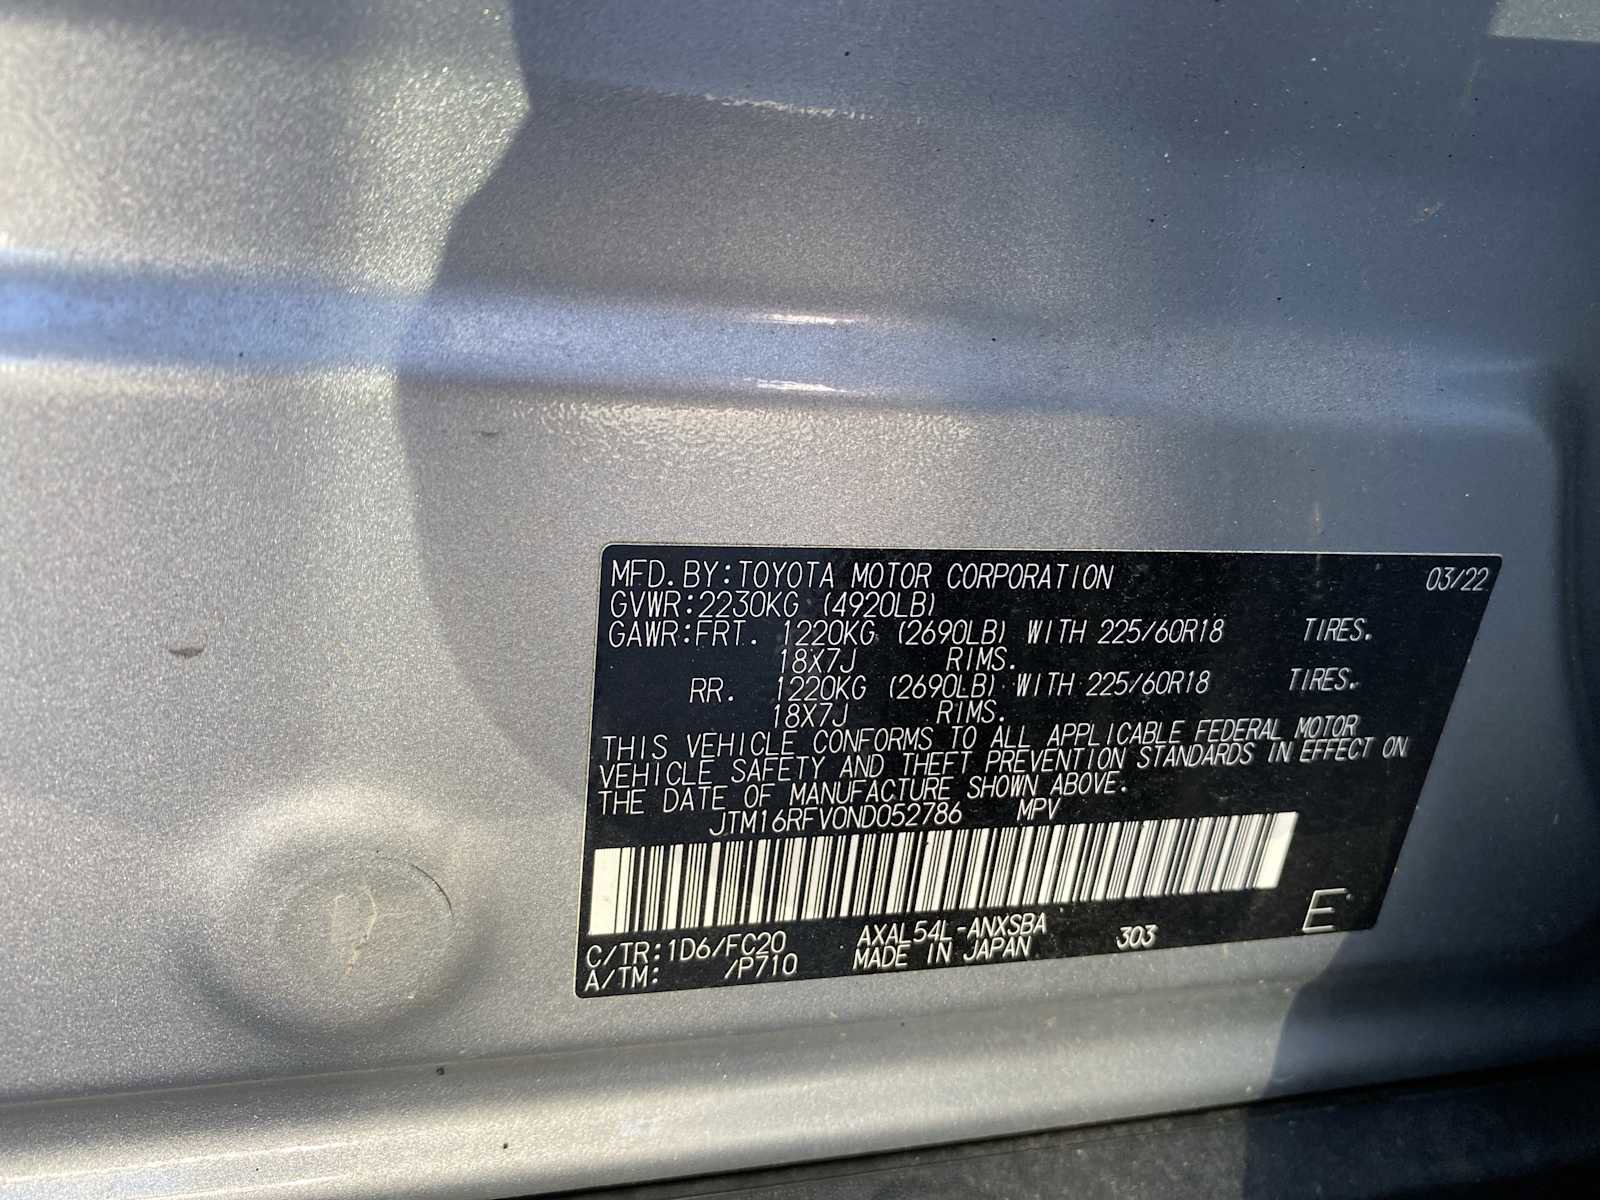 MFD.BY:TOYOTA MOTOR CORPORATION 03/22
GVWR:2230KG (4920LB)
GAWR:FRT. 1220KG (2690LB) WITH 225/60R18 TIRES.
18X7J RIMS.
RR. 1220KG (2690LB) WITH 225/60R18 TIRES.
18X7J RIMS.
THIS VEHICLE CONFORMS TO ALL APPLICABLE FEDERAL MOTOR
VEHICLE SAFETY AND THEFT PREVENTION STANDARDS IN EFFECT ON
THE DATE OF MANUFACTURE SHOWN ABOVE.
JTM16RFV0ND052786 MPV
C/TR:1D6/FC20 AXAL54L-ANXSBA 303 E
A/TM: /P710 MADE IN JAPAN